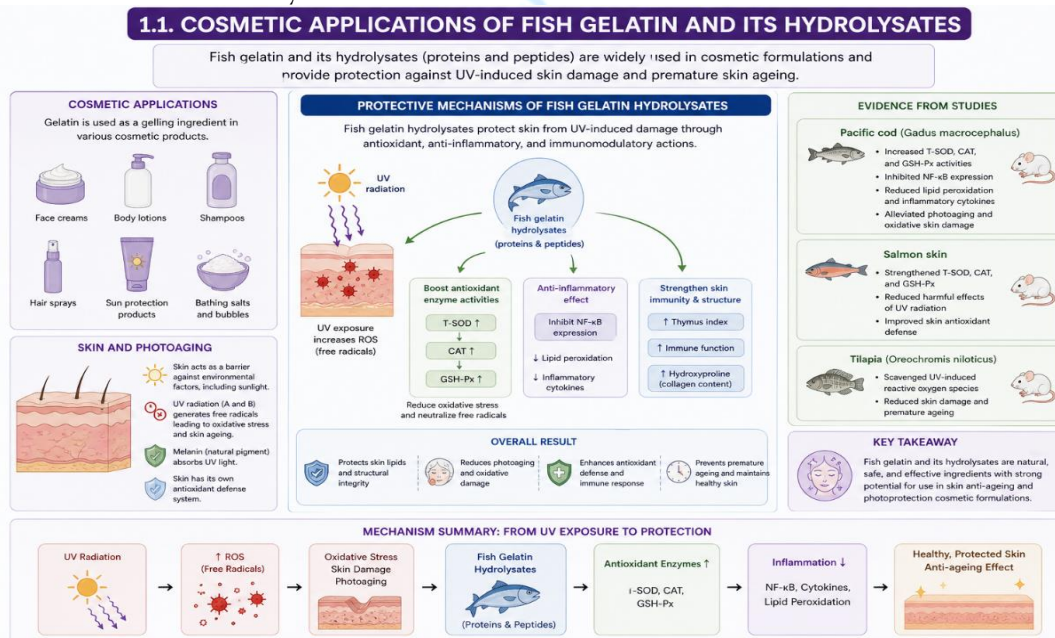 1.1. COSMETIC APPLICATIONS OF FISH GELATIN AND ITS HYDROLYSATES
Fish gelatin and its hydrolysates (proteins and peptides) are widely used in cosmetic formulations and
provide protection against UV-induced skin damage and premature skin ageing.
COSMETIC APPLICATIONS
Gelatin is used as a gelling ingredient in
various cosmetic products.
Face creams
Body lotions
Shampoos
Hair sprays
Sun protection
products
Bathing salts
and bubbles
SKIN AND PHOTOAGING
Skin acts as a barrier
against environmental
factors, including sunlight.
UV radiation (A and B)
generates free radicals
leading to oxidative stress
and skin ageing.
Melanin (natural pigment)
absorbs UV light.
Skin has its own
antioxidant defense
system.
PROTECTIVE MECHANISMS OF FISH GELATIN HYDROLYSATES
Fish gelatin hydrolysates protect skin from UV-induced damage through
antioxidant, anti-inflammatory, and immunomodulatory actions.
UV
radiation
Fish gelatin
hydrolysates
(proteins & peptides)
UV exposure
increases ROS
(free radicals)
Boost antioxidant
enzyme activities
T-SOD ↑
CAT ↑
GSH-Px ↑
Reduce oxidative stress
and neutralize free radicals
Anti-inflammatory
effect
Inhibit NF-κB
expression
↓ Lipid peroxidation
↓ Inflammatory
cytokines
Strengthen skin
immunity & structure
↑ Thymus index
↑ Immune function
↑ Hydroxyproline
(collagen content)
OVERALL RESULT
Protects skin lipids
and structural
integrity
Reduces photoaging
and oxidative
damage
Enhances antioxidant
defense and
immune response
Prevents premature
ageing and maintains
healthy skin
EVIDENCE FROM STUDIES
Pacific cod (Gadus macrocephalus)
• Increased T-SOD, CAT,
and GSH-Px activities
• Inhibited NF-κB expression
• Reduced lipid peroxidation
and inflammatory cytokines
• Alleviated photoaging and
oxidative skin damage
Salmon skin
• Strengthened T-SOD, CAT,
and GSH-Px
• Reduced harmful effects
of UV radiation
• Improved skin antioxidant
defense
Tilapia (Oreochromis niloticus)
• Scavenged UV-induced
reactive oxygen species
• Reduced skin damage and
premature ageing
KEY TAKEAWAY
Fish gelatin and its hydrolysates are natural,
safe, and effective ingredients with strong
potential for use in skin anti-ageing and
photoprotection cosmetic formulations.
MECHANISM SUMMARY: FROM UV EXPOSURE TO PROTECTION
UV Radiation
↑ ROS
(Free Radicals)
Oxidative Stress
Skin Damage
Photoaging
Fish Gelatin
Hydrolysates
(Proteins & Peptides)
Antioxidant Enzymes ↑
T-SOD, CAT,
GSH-Px
Inflammation ↓
NF-κB, Cytokines,
Lipid Peroxidation
Healthy, Protected Skin
Anti-ageing Effect